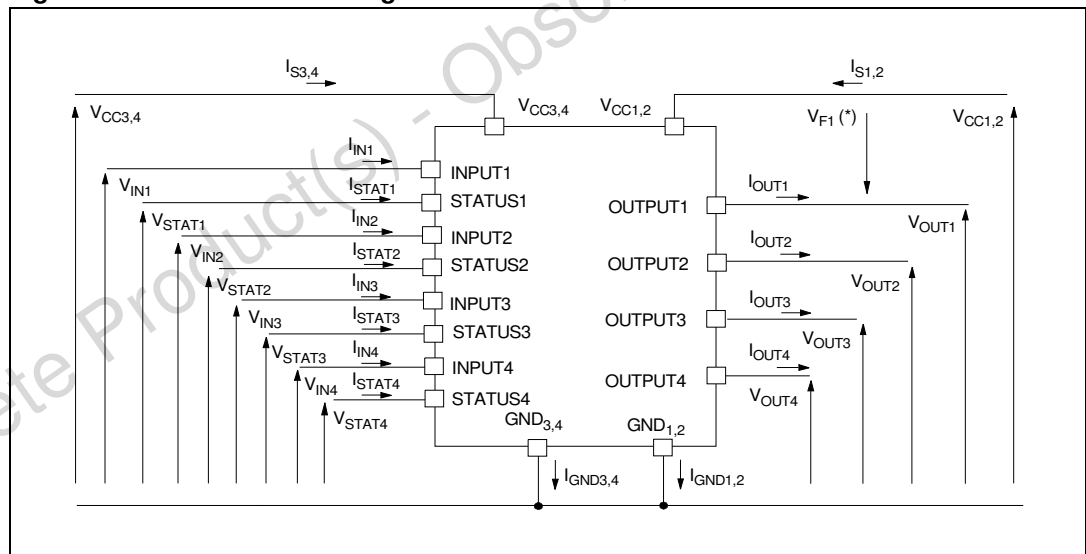 I_S3,4
I_S1,2
V_CC3,4
V_CC3,4
V_CC1,2
V_F1 (*)
V_CC1,2
I_IN1
INPUT1
V_IN1
I_STAT1
STATUS1
OUTPUT1
I_OUT1
V_OUT1
V_STAT1
I_IN2
INPUT2
V_IN2
I_STAT2
STATUS2
OUTPUT2
I_OUT2
V_OUT2
V_STAT2
I_IN3
INPUT3
V_IN3
I_STAT3
STATUS3
OUTPUT3
I_OUT3
V_OUT3
V_STAT3
I_IN4
INPUT4
V_IN4
I_STAT4
STATUS4
OUTPUT4
I_OUT4
V_OUT4
V_STAT4
GND_3,4
GND_1,2
I_GND3,4
I_GND1,2
ete Product(s) - Obso